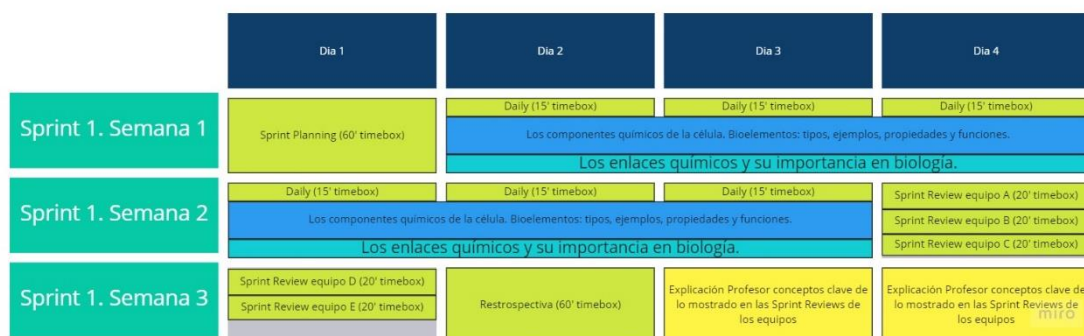 Dia 1
Dia 2
Dia 3
Dia 4
Sprint 1. Semana 1
Sprint Planning (60' timebox)
Daily (15' timebox)
Daily (15' timebox)
Daily (15' timebox)
Los componentes químicos de la célula. Bioelementos: tipos, ejemplos, propiedades y funciones.
Los enlaces químicos y su importancia en biología.
Sprint 1. Semana 2
Daily (15' timebox)
Daily (15' timebox)
Daily (15' timebox)
Los componentes químicos de la célula. Bioelementos: tipos, ejemplos, propiedades y funciones.
Los enlaces químicos y su importancia en biología.
Sprint Review equipo A (20' timebox)
Sprint Review equipo B (20' timebox)
Sprint Review equipo C (20' timebox)
Sprint 1. Semana 3
Sprint Review equipo D (20' timebox)
Sprint Review equipo E (20' timebox)
Restrospectiva (60' timebox)
Explicación Profesor conceptos clave de
lo mostrado en las Sprint Reviews de
los equipos
Explicación Profesor conceptos clave de
lo mostrado en las Sprint Reviews de
los equipos
miro